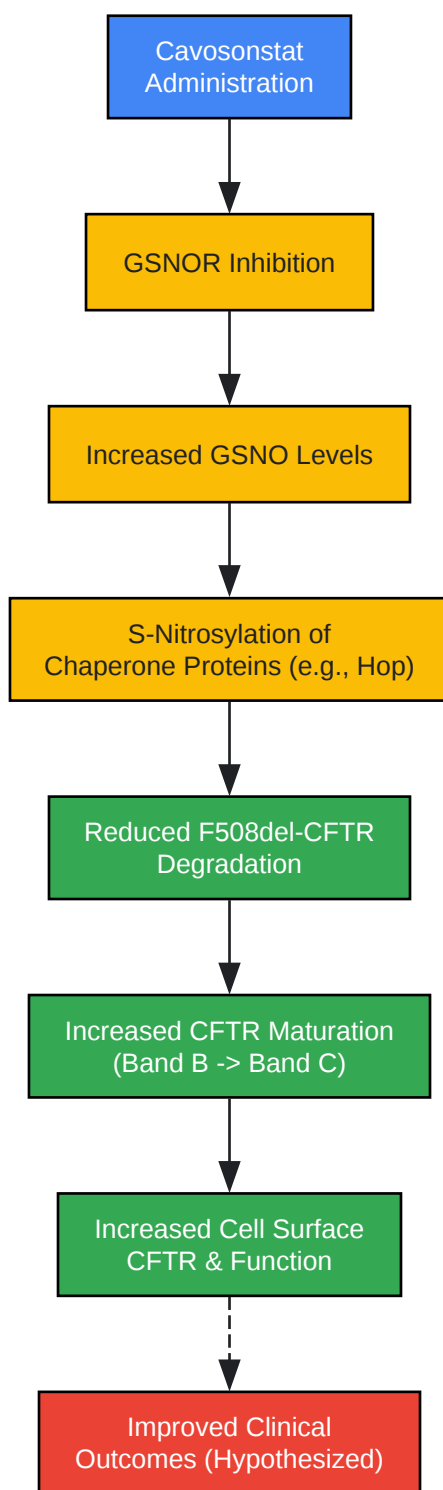 Cavosonstat
Administration
GSNOR Inhibition
Increased GSNO Levels
S-Nitrosylation of
Chaperone Proteins (e.g., Hop)
Reduced F508del-CFTR
Degradation
Increased CFTR Maturation
(Band B -> Band C)
Increased Cell Surface
CFTR & Function
Improved Clinical
Outcomes (Hypothesized)